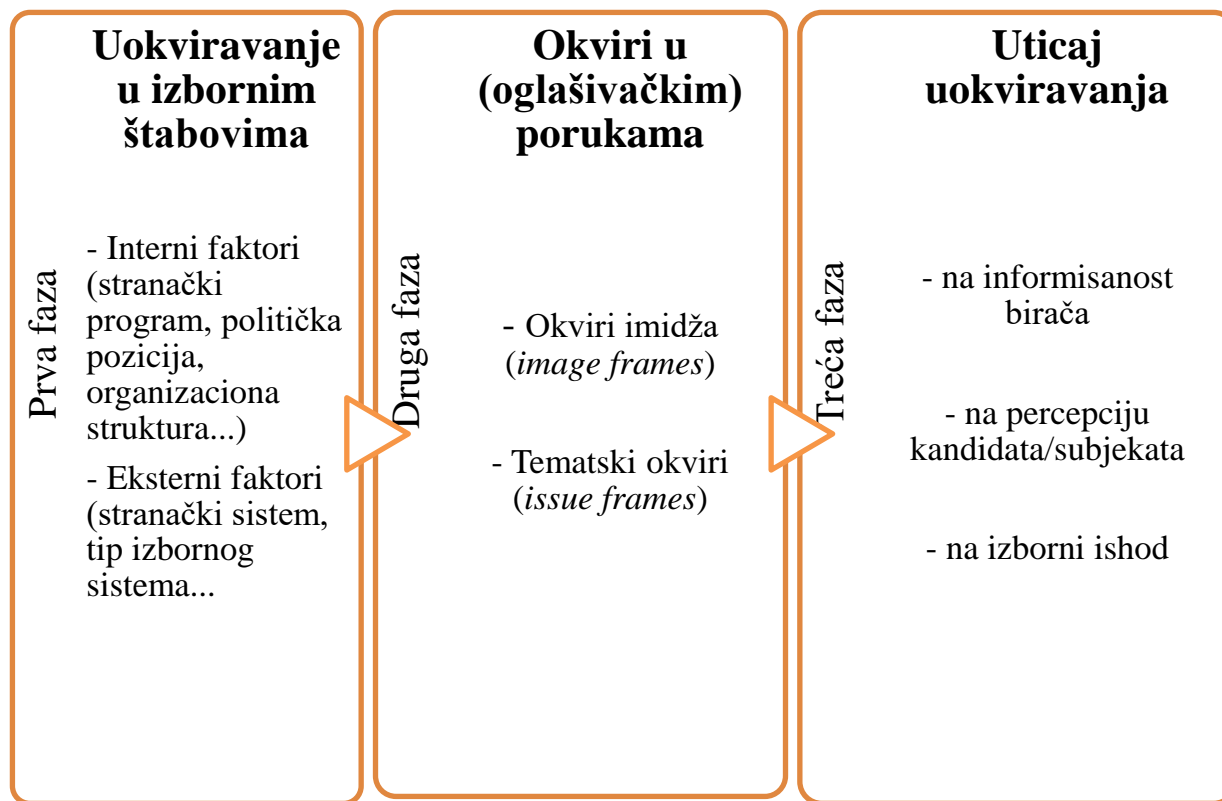 Uokviravanje
u izbornim
štabovima
Prva faza
- Interni faktori
(stranački
program, politička
pozicija,
organizaciona
struktura...)
- Eksterni faktori
(stranački sistem,
tip izbornog
sistema...
Okviri u
(oglašivačkim)
porukama
Druga faza
- Okviri imidža
(image frames)
- Tematski okviri
(issue frames)
Uticaj
uokviravanja
Treća faza
- na informisanost
birača
- na percepciju
kandidata/subjekata
- na izborni ishod